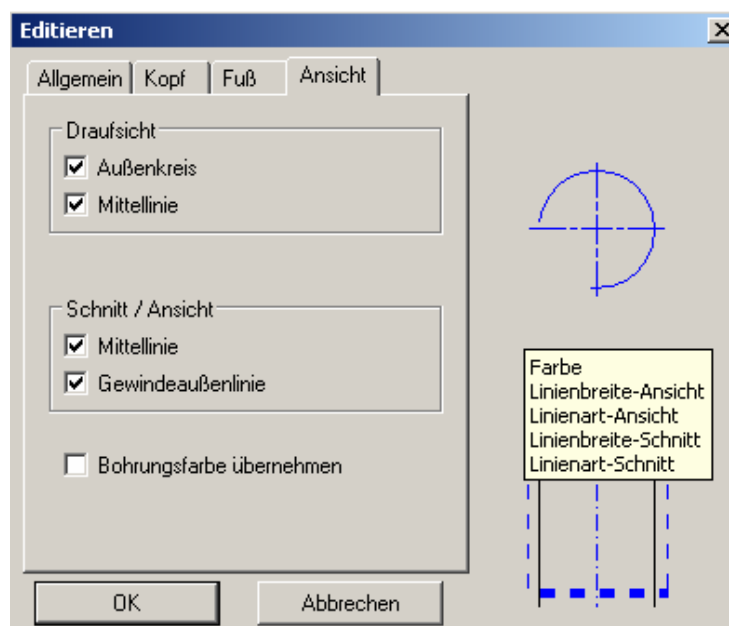 Editieren
Allgemein Kopf Fuß Ansicht
Draufsicht
Außenkreis
Mittellinie
Schnitt / Ansicht
Mittellinie
Gewindeaußenlinie
Bohrungsfarbe übernehmen
Farbe
Linienbreite-Ansicht
Linienart-Ansicht
Linienbreite-Schnitt
Linienart-Schnitt
OK Abbrechen